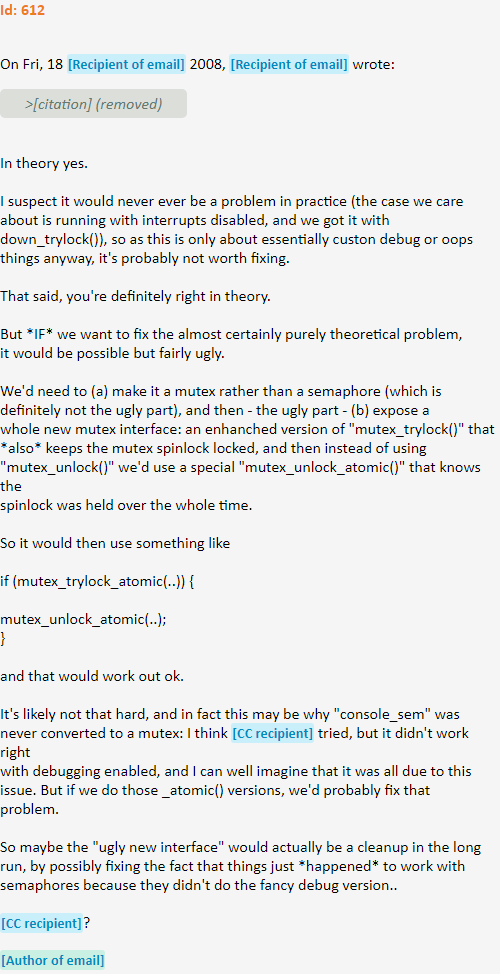 Id: 612
On Fri, 18 [Recipient of email] 2008, [Recipient of email] wrote:
>[citation] (removed)
In theory yes.
I suspect it would never ever be a problem in practice (the case we care
about is running with interrupts disabled, and we got it with
down_trylock()), so as this is only about essentially custon debug or oops
things anyway, it's probably not worth fixing.
That said, you're definitely right in theory.
But *IF* we want to fix the almost certainly purely theoretical problem,
it would be possible but fairly ugly.
We'd need to (a) make it a mutex rather than a semaphore (which is
definitely not the ugly part), and then - the ugly part - (b) expose a
whole new mutex interface: an enhanched version of "mutex_trylock()" that
*also* keeps the mutex spinlock locked, and then instead of using
"mutex_unlock()" we'd use a special "mutex_unlock_atomic()" that knows
the
spinlock was held over the whole time.
So it would then use something like
if (mutex_trylock_atomic(..)) {
mutex_unlock_atomic(..);
}
and that would work out ok.
It's likely not that hard, and in fact this may be why "console_sem" was
never converted to a mutex: I think [CC recipient] tried, but it didn't work
right
with debugging enabled, and I can well imagine that it was all due to this
issue. But if we do those _atomic() versions, we'd probably fix that
problem.
So maybe the "ugly new interface" would actually be a cleanup in the long
run, by possibly fixing the fact that things just *happened* to work with
semaphores because they didn't do the fancy debug version..
[CC recipient]?
[Author of email]